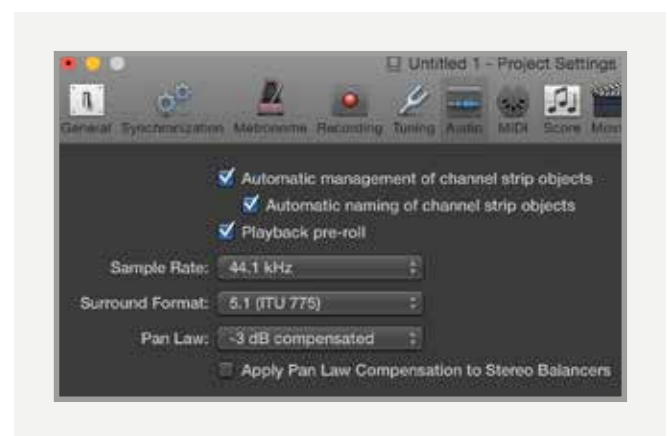 Untitled 1 - Project Settings
General Synchronization Metronome Recording Tuning Audio MIDI Score Movi
Automatic management of channel strip objects
Automatic naming of channel strip objects
Playback pre-roll
Sample Rate: 44.1 kHz
Surround Format: 5.1 (ITU 775)
Pan Law: -3 dB compensated
Apply Pan Law Compensation to Stereo Balancers